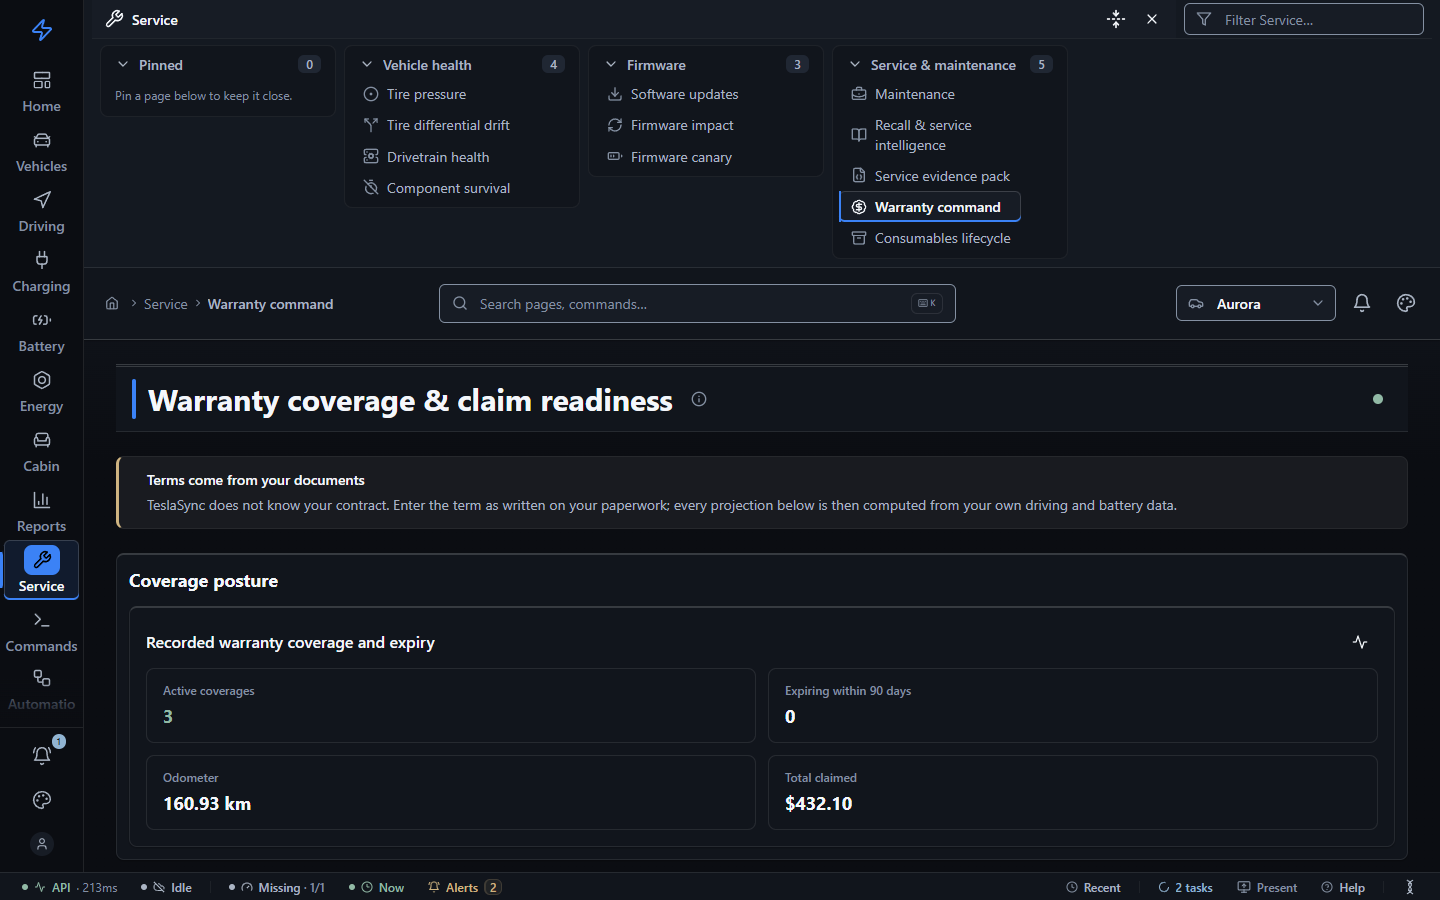 Service
Filter Service...
Pinned 0
Pin a page below to keep it close.
Vehicle health 4
Tire pressure
Tire differential drift
Drivetrain health
Component survival
Firmware 3
Software updates
Firmware impact
Firmware canary
Service & maintenance 5
Maintenance
Recall & service
intelligence
Service evidence pack
Warranty command
Consumables lifecycle
Home
Vehicles
Driving
Charging
Battery
Energy
Cabin
Reports
Service
Commands
Automatio
1
Service
Warranty command
Search pages, commands...
K
Aurora
Warranty coverage & claim readiness
Terms come from your documents
TeslaSync does not know your contract. Enter the term as written on your paperwork; every projection below is then computed from your own driving and battery data.
Coverage posture
Recorded warranty coverage and expiry
Active coverages
3
Expiring within 90 days
0
Odometer
160.93 km
Total claimed
$432.10
API · 213ms
Idle
Missing · 1/1
Now
Alerts 2
Recent
2 tasks
Present
Help